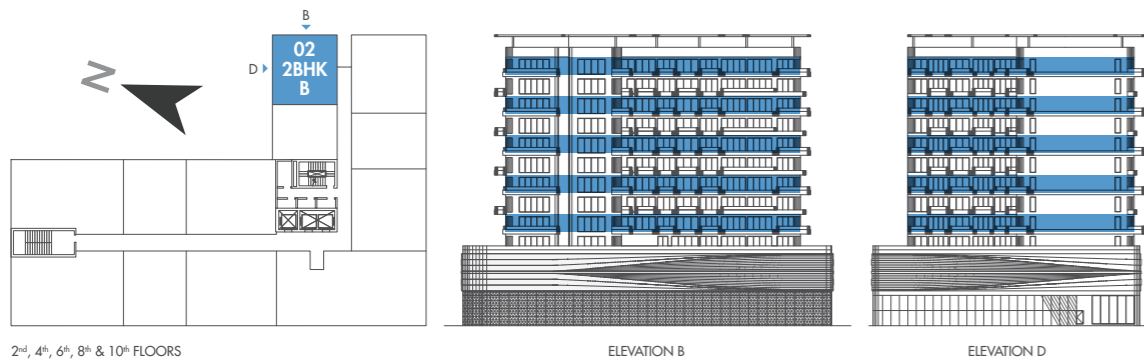 B
D
02
2BHK
B
N
2nd, 4th, 6th, 8th & 10th FLOORS
ELEVATION B
ELEVATION D